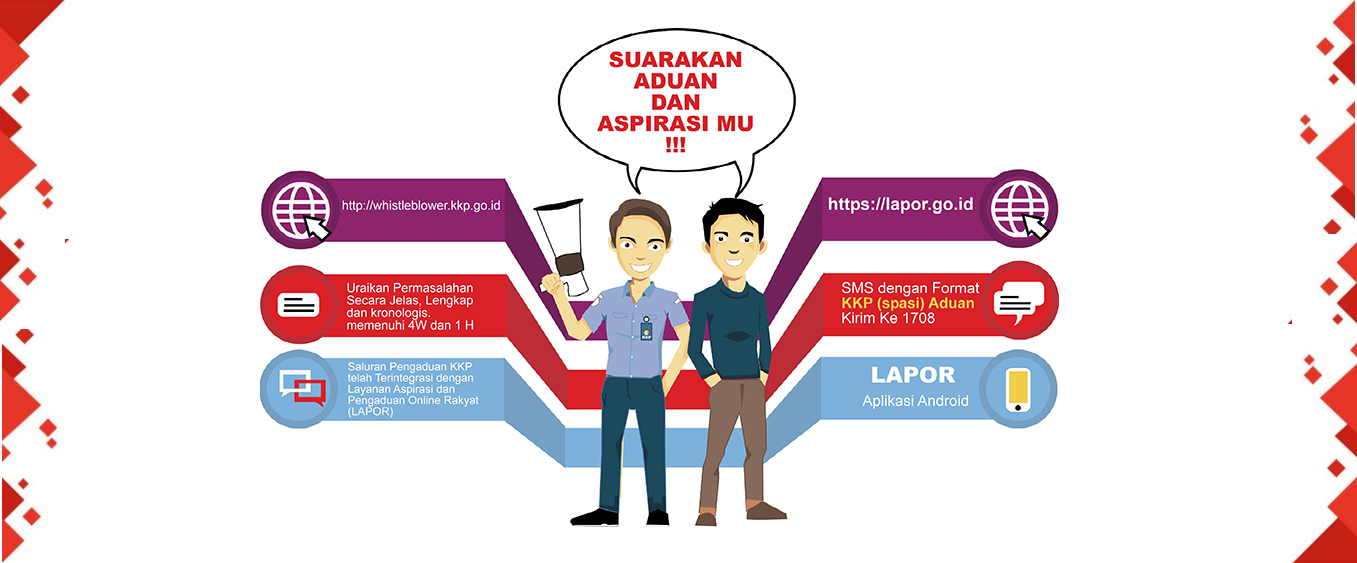 SUARAKAN
ADUAN
DAN
ASPIRASI MU
!!!
http://whistleblower.kkp.go.id
Uraikan Permasalahan
Secara Jelas, Lengkap
dan kronologis.
memenuhi 4W dan 1 H
Saluran Pengaduan KKP
telah Terintegrasi dengan
Layanan Aspirasi dan
Pengaduan Online Rakyat
(LAPOR)
https://lapor.go.id
SMS dengan Format
KKP (spasi) Aduan
Kirim Ke 1708
LAPOR
Aplikasi Android